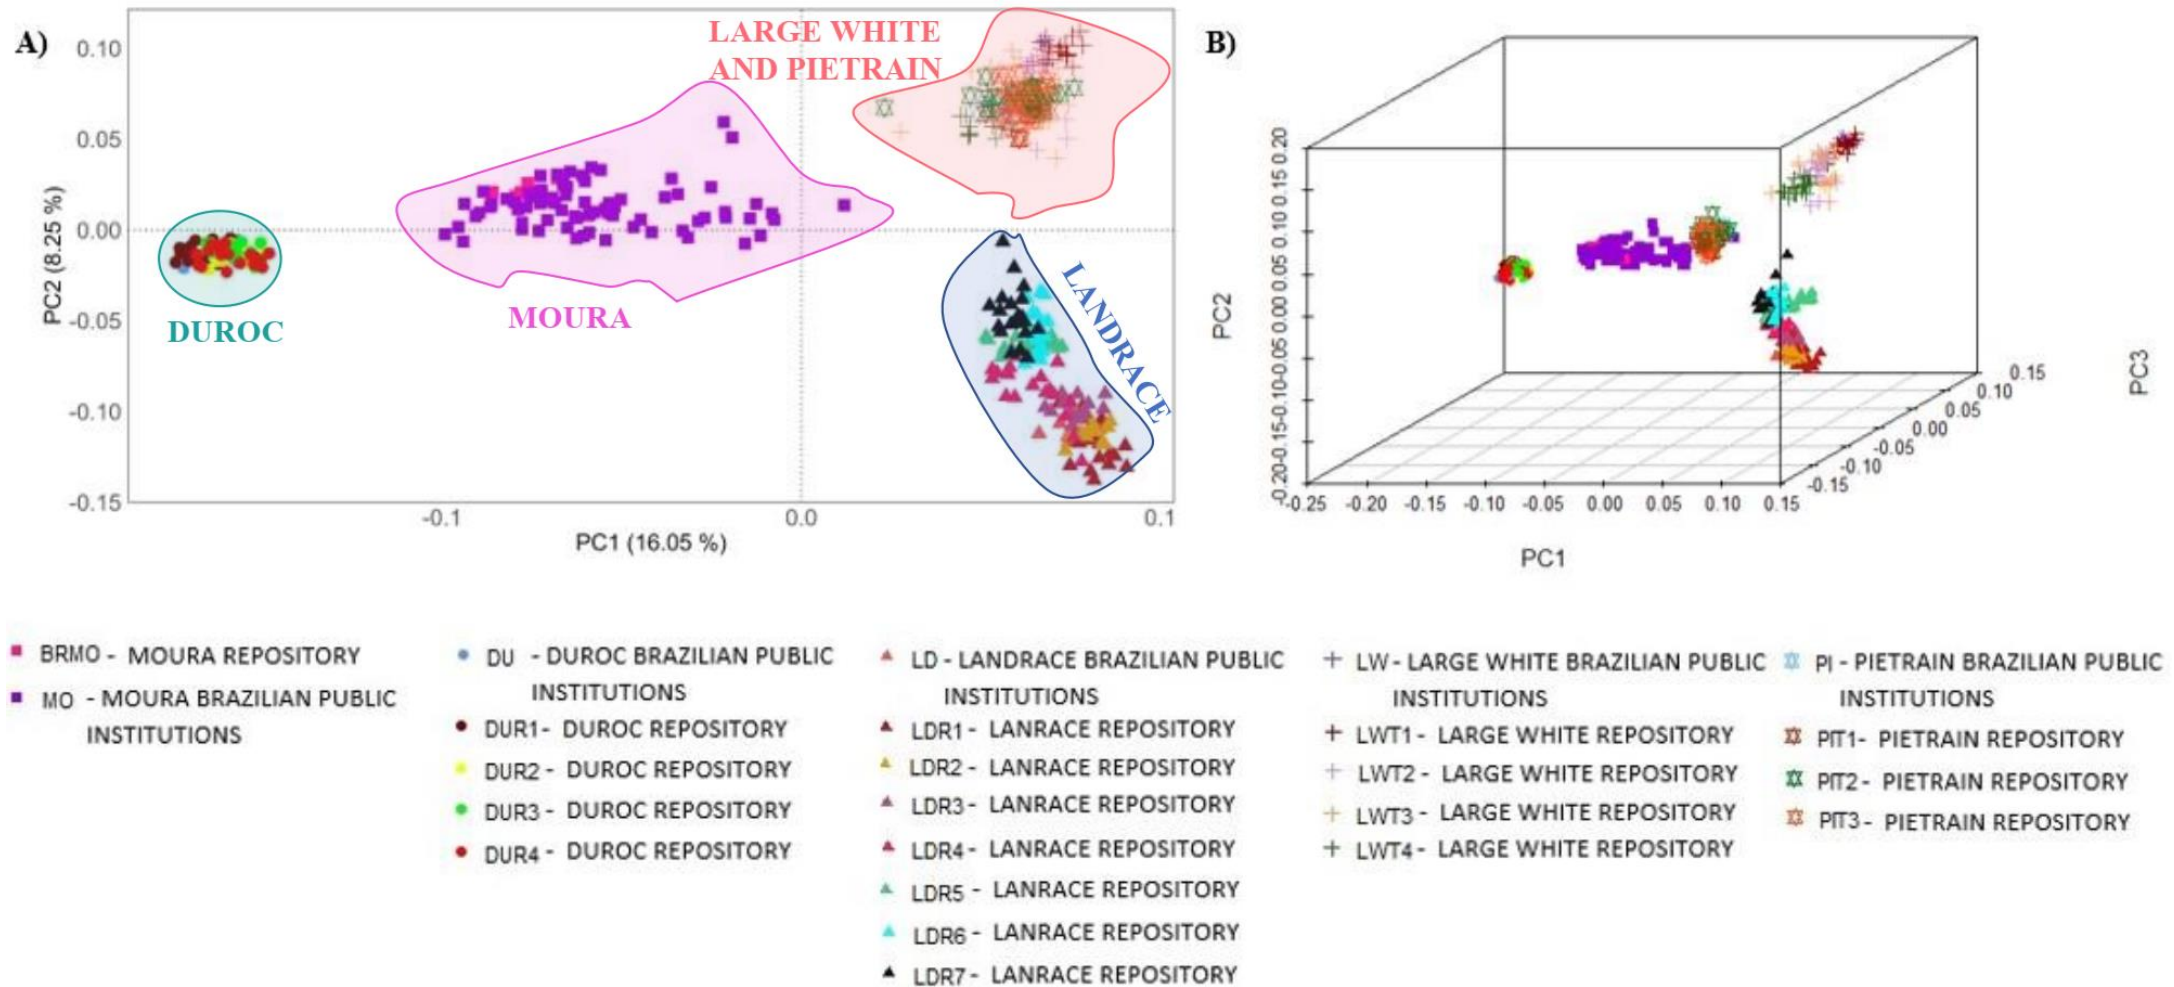 A)
LARGE WHITE
AND PIETRAIN
MOURA
DUROC
LANDRACE
0.10
0.05
0.00
-0.05
-0.10
-0.15
PC2 (8.25 %)
-0.1
0.0
0.1
PC1 (16.05 %)
B)
PC2
-0.20 -0.15 -0.10 -0.05 0.00 0.05 0.10 0.15 0.20
-0.25 -0.20 -0.15 -0.10 -0.05 0.00 0.05 0.10 0.15
PC1
-0.15
-0.10
-0.05
0.00
0.05
0.10
0.15
PC3
BRMO - MOURA REPOSITORY
MO - MOURA BRAZILIAN PUBLIC
INSTITUTIONS
DU - DUROC BRAZILIAN PUBLIC
INSTITUTIONS
DUR1- DUROC REPOSITORY
DUR2 - DUROC REPOSITORY
DUR3 - DUROC REPOSITORY
DUR4 - DUROC REPOSITORY
LD - LANDRACE BRAZILIAN PUBLIC
INSTITUTIONS
LDR1 - LANRACE REPOSITORY
LDR2 - LANRACE REPOSITORY
LDR3 - LANRACE REPOSITORY
LDR4 - LANRACE REPOSITORY
LDR5 - LANRACE REPOSITORY
LDR6 - LANRACE REPOSITORY
LDR7 - LANRACE REPOSITORY
LW - LARGE WHITE BRAZILIAN PUBLIC
INSTITUTIONS
LWT1 - LARGE WHITE REPOSITORY
LWT2 - LARGE WHITE REPOSITORY
LWT3 - LARGE WHITE REPOSITORY
LWT4 - LARGE WHITE REPOSITORY
PI - PIETRAIN BRAZILIAN PUBLIC
INSTITUTIONS
PIT1- PIETRAIN REPOSITORY
PIT2 - PIETRAIN REPOSITORY
PIT3 - PIETRAIN REPOSITORY